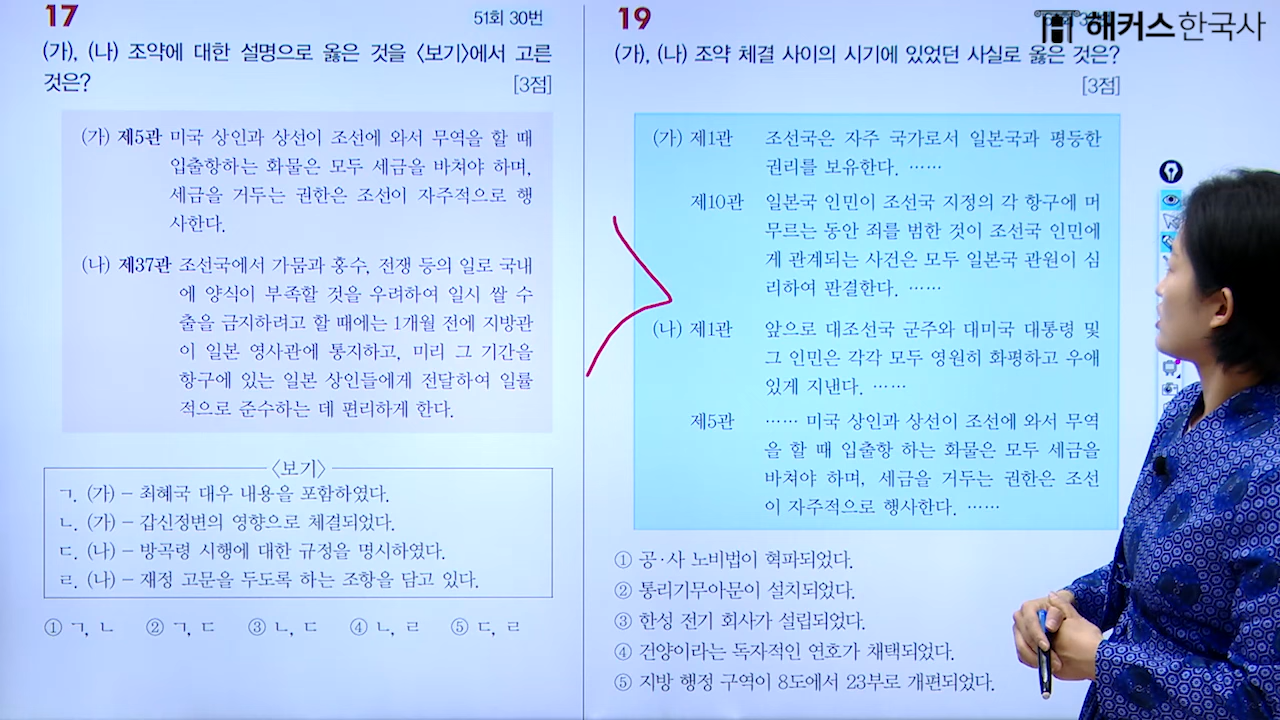 17
51회 30번
(가), (나) 조약에 대한 설명으로 옳은 것을 〈보기〉에서 고른
것은?
[3점]
(가) 제5관 미국 상인과 상선이 조선에 와서 무역을 할 때
입출항하는 화물은 모두 세금을 바쳐야 하며,
세금을 거두는 권한은 조선이 자주적으로 행
사한다.
(나) 제37관 조선국에서 가뭄과 홍수, 전쟁 등의 일로 국내
에 양식이 부족할 것을 우려하여 일시 쌀 수
출을 금지하려고 할 때에는 1개월 전에 지방관
이 일본 영사관에 통지하고, 미리 그 기간을
항구에 있는 일본 상인들에게 전달하여 일률
적으로 준수하는 데 편리하게 한다.
〈보기〉
ㄱ. (가) – 최혜국 대우 내용을 포함하였다.
ㄴ. (가) – 갑신정변의 영향으로 체결되었다.
ㄷ. (나) – 방곡령 시행에 대한 규정을 명시하였다.
ㄹ. (나) – 재정 고문을 두도록 하는 조항을 담고 있다.
① ㄱ, ㄴ ② ㄱ, ㄷ ③ ㄴ, ㄷ ④ ㄴ, ㄹ ⑤ ㄷ, ㄹ
19
해커스한국사
(가), (나) 조약 체결 사이의 시기에 있었던 사실로 옳은 것은?
[3점]
(가) 제1관 조선국은 자주 국가로서 일본국과 평등한
권리를 보유한다. ……
제10관 일본국 인민이 조선국 지정의 각 항구에 머
무르는 동안 죄를 범한 것이 조선국 인민에
게 관계되는 사건은 모두 일본국 관원이 심
리하여 판결한다. ……
(나) 제1관 앞으로 대조선국 군주와 대미국 대통령 및
그 인민은 각각 모두 영원히 화평하고 우애
있게 지낸다. ……
제5관 …… 미국 상인과 상선이 조선에 와서 무역
을 할 때 입출항 하는 화물은 모두 세금을
바쳐야 하며, 세금을 거두는 권한은 조선
이 자주적으로 행사한다. ……
① 공·사 노비법이 혁파되었다.
② 통리기무아문이 설치되었다.
③ 한성 전기 회사가 설립되었다.
④ 건양이라는 독자적인 연호가 채택되었다.
⑤ 지방 행정 구역이 8도에서 23부로 개편되었다.